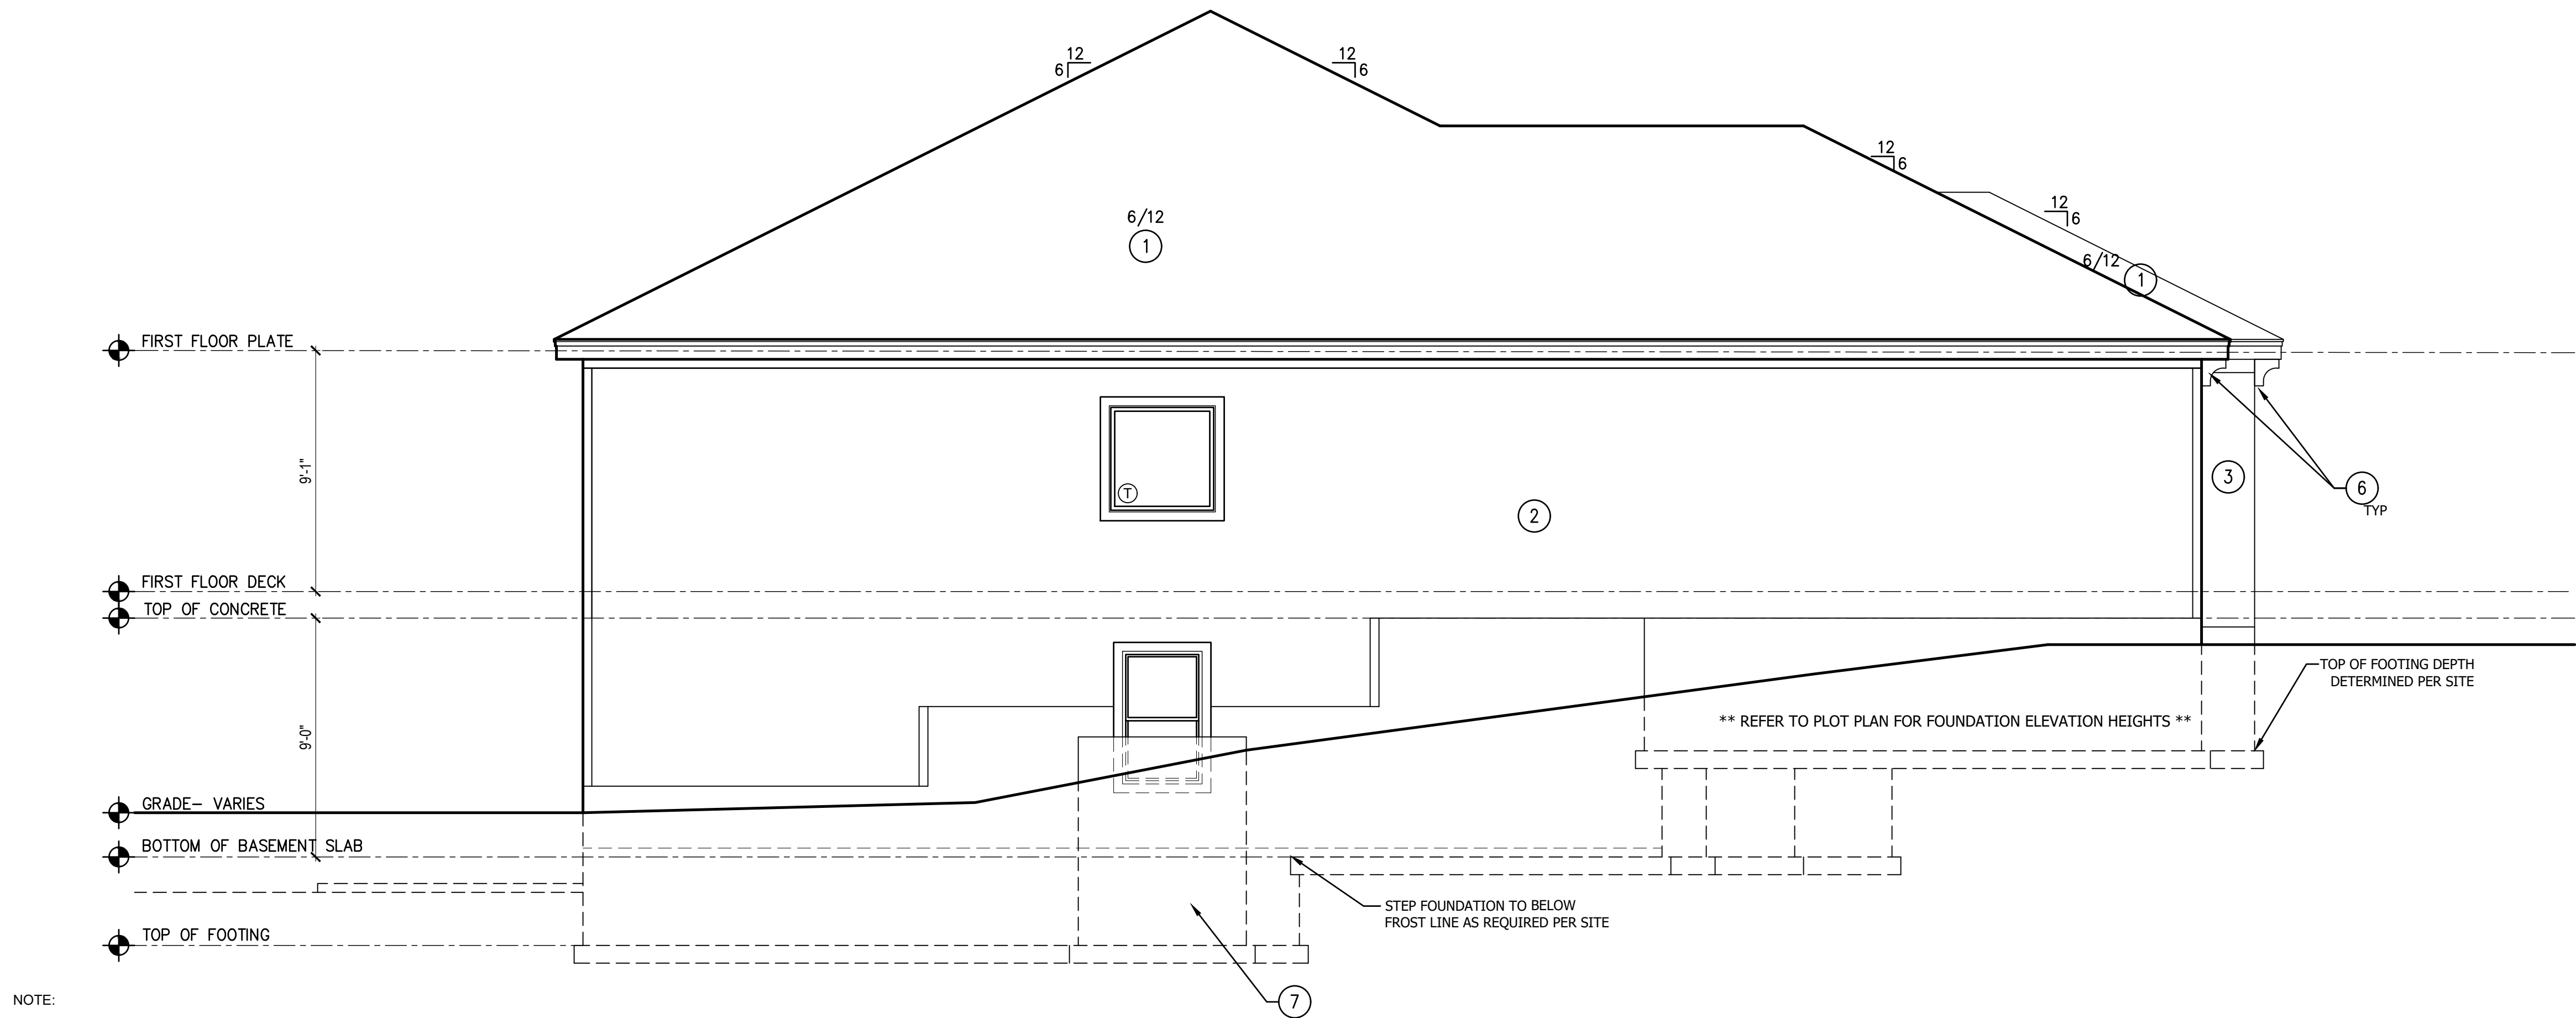 12
6
12
6
12
6
12
6
6/12
1
6/12
1
FIRST FLOOR PLATE
9'-1"
T
2
3
6
TYP
FIRST FLOOR DECK
TOP OF CONCRETE
TOP OF FOOTING DEPTH
DETERMINED PER SITE
** REFER TO PLOT PLAN FOR FOUNDATION ELEVATION HEIGHTS **
9'-0"
GRADE- VARIES
BOTTOM OF BASEMENT SLAB
STEP FOUNDATION TO BELOW
FROST LINE AS REQUIRED PER SITE
TOP OF FOOTING
7
NOTE: